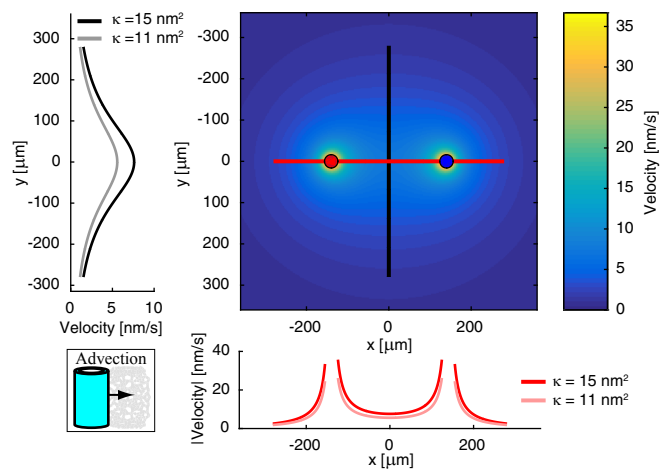 κ = 15 nm²
κ = 11 nm²
300
200
100
0
-100
-200
-300
y [µm]
0
5
10
Velocity [nm/s]
-300
-200
-100
0
100
200
300
y [µm]
-200
0
200
x [µm]
35
30
25
20
15
10
5
0
Velocity [nm/s]
Advection
40
20
0
|Velocity| [nm/s]
-200
0
200
x [µm]
κ = 15 nm²
κ = 11 nm²